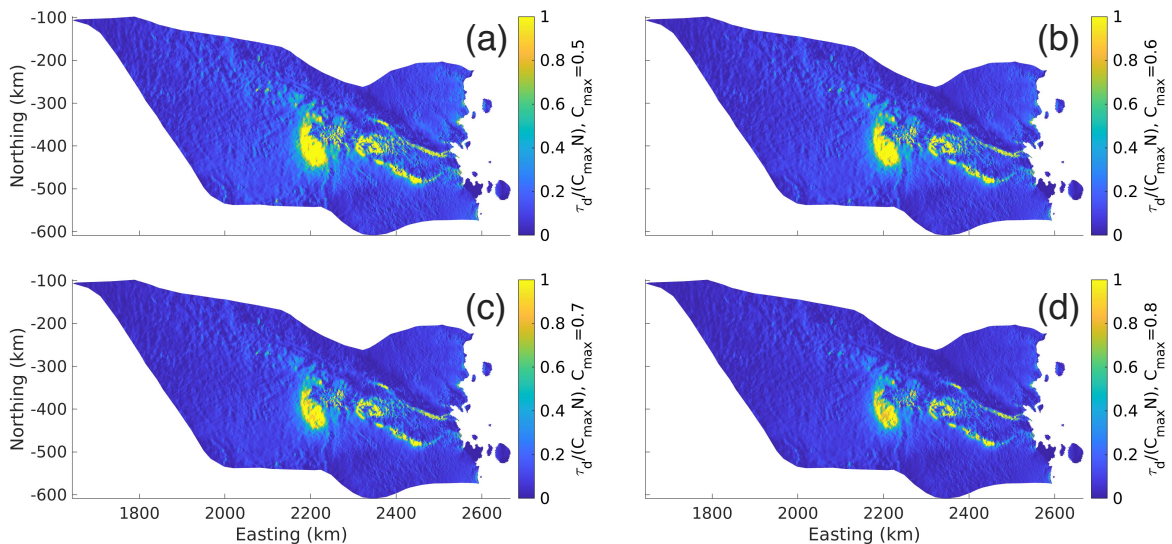 -100
-200
-300
-400
-500
-600
Northing (km)
(a)
1
0.8
0.6
0.4
0.2
0
τd/(CmaxN), Cmax=0.5
(b)
1
0.8
0.6
0.4
0.2
0
τd/(CmaxN), Cmax=0.6
-100
-200
-300
-400
-500
-600
Northing (km)
1800 2000 2200 2400 2600
Easting (km)
(c)
1
0.8
0.6
0.4
0.2
0
τd/(CmaxN), Cmax=0.7
1800 2000 2200 2400 2600
Easting (km)
(d)
1
0.8
0.6
0.4
0.2
0
τd/(CmaxN), Cmax=0.8